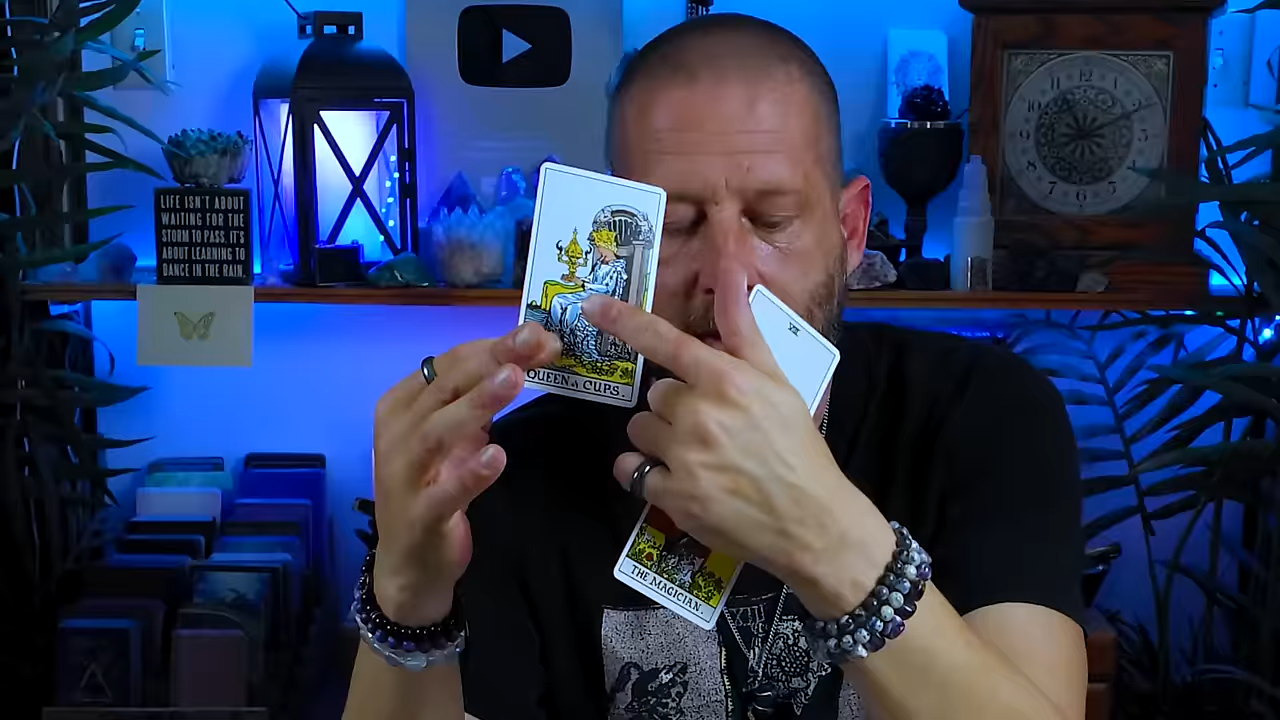 LIFE ISN'T ABOUT
WAITING FOR THE
STORM TO PASS. IT'S
ABOUT LEARNING TO
DANCE IN THE RAIN.
QUEEN of CUPS.
THE MAGICIAN.
12